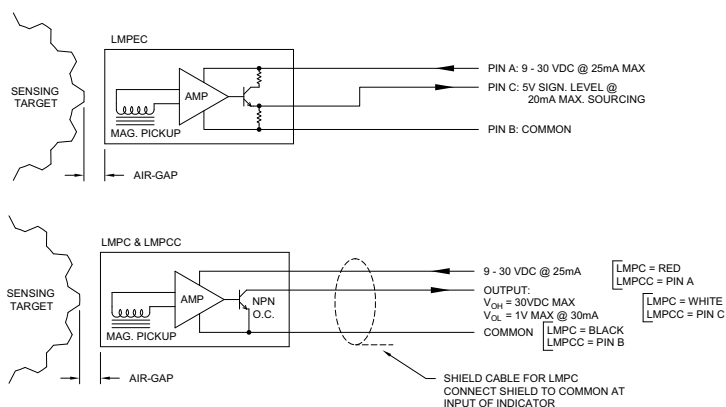 LMPEC
SENSING
TARGET
AMP
MAG. PICKUP
PIN A: 9 - 30 VDC @ 25mA MAX
PIN C: 5V SIGN. LEVEL @
20mA MAX. SOURCING
PIN B: COMMON
AIR-GAP
LMPC & LMPCC
SENSING
TARGET
AMP
NPN
O.C.
MAG. PICKUP
9 - 30 VDC @ 25mA
LMPC = RED
LMPCC = PIN A
OUTPUT:
VOH = 30VDC MAX
VOL = 1V MAX @ 30mA
LMPC = WHITE
LMPCC = PIN C
COMMON
LMPC = BLACK
LMPCC = PIN B
AIR-GAP
SHIELD CABLE FOR LMPC
CONNECT SHIELD TO COMMON AT
INPUT OF INDICATOR